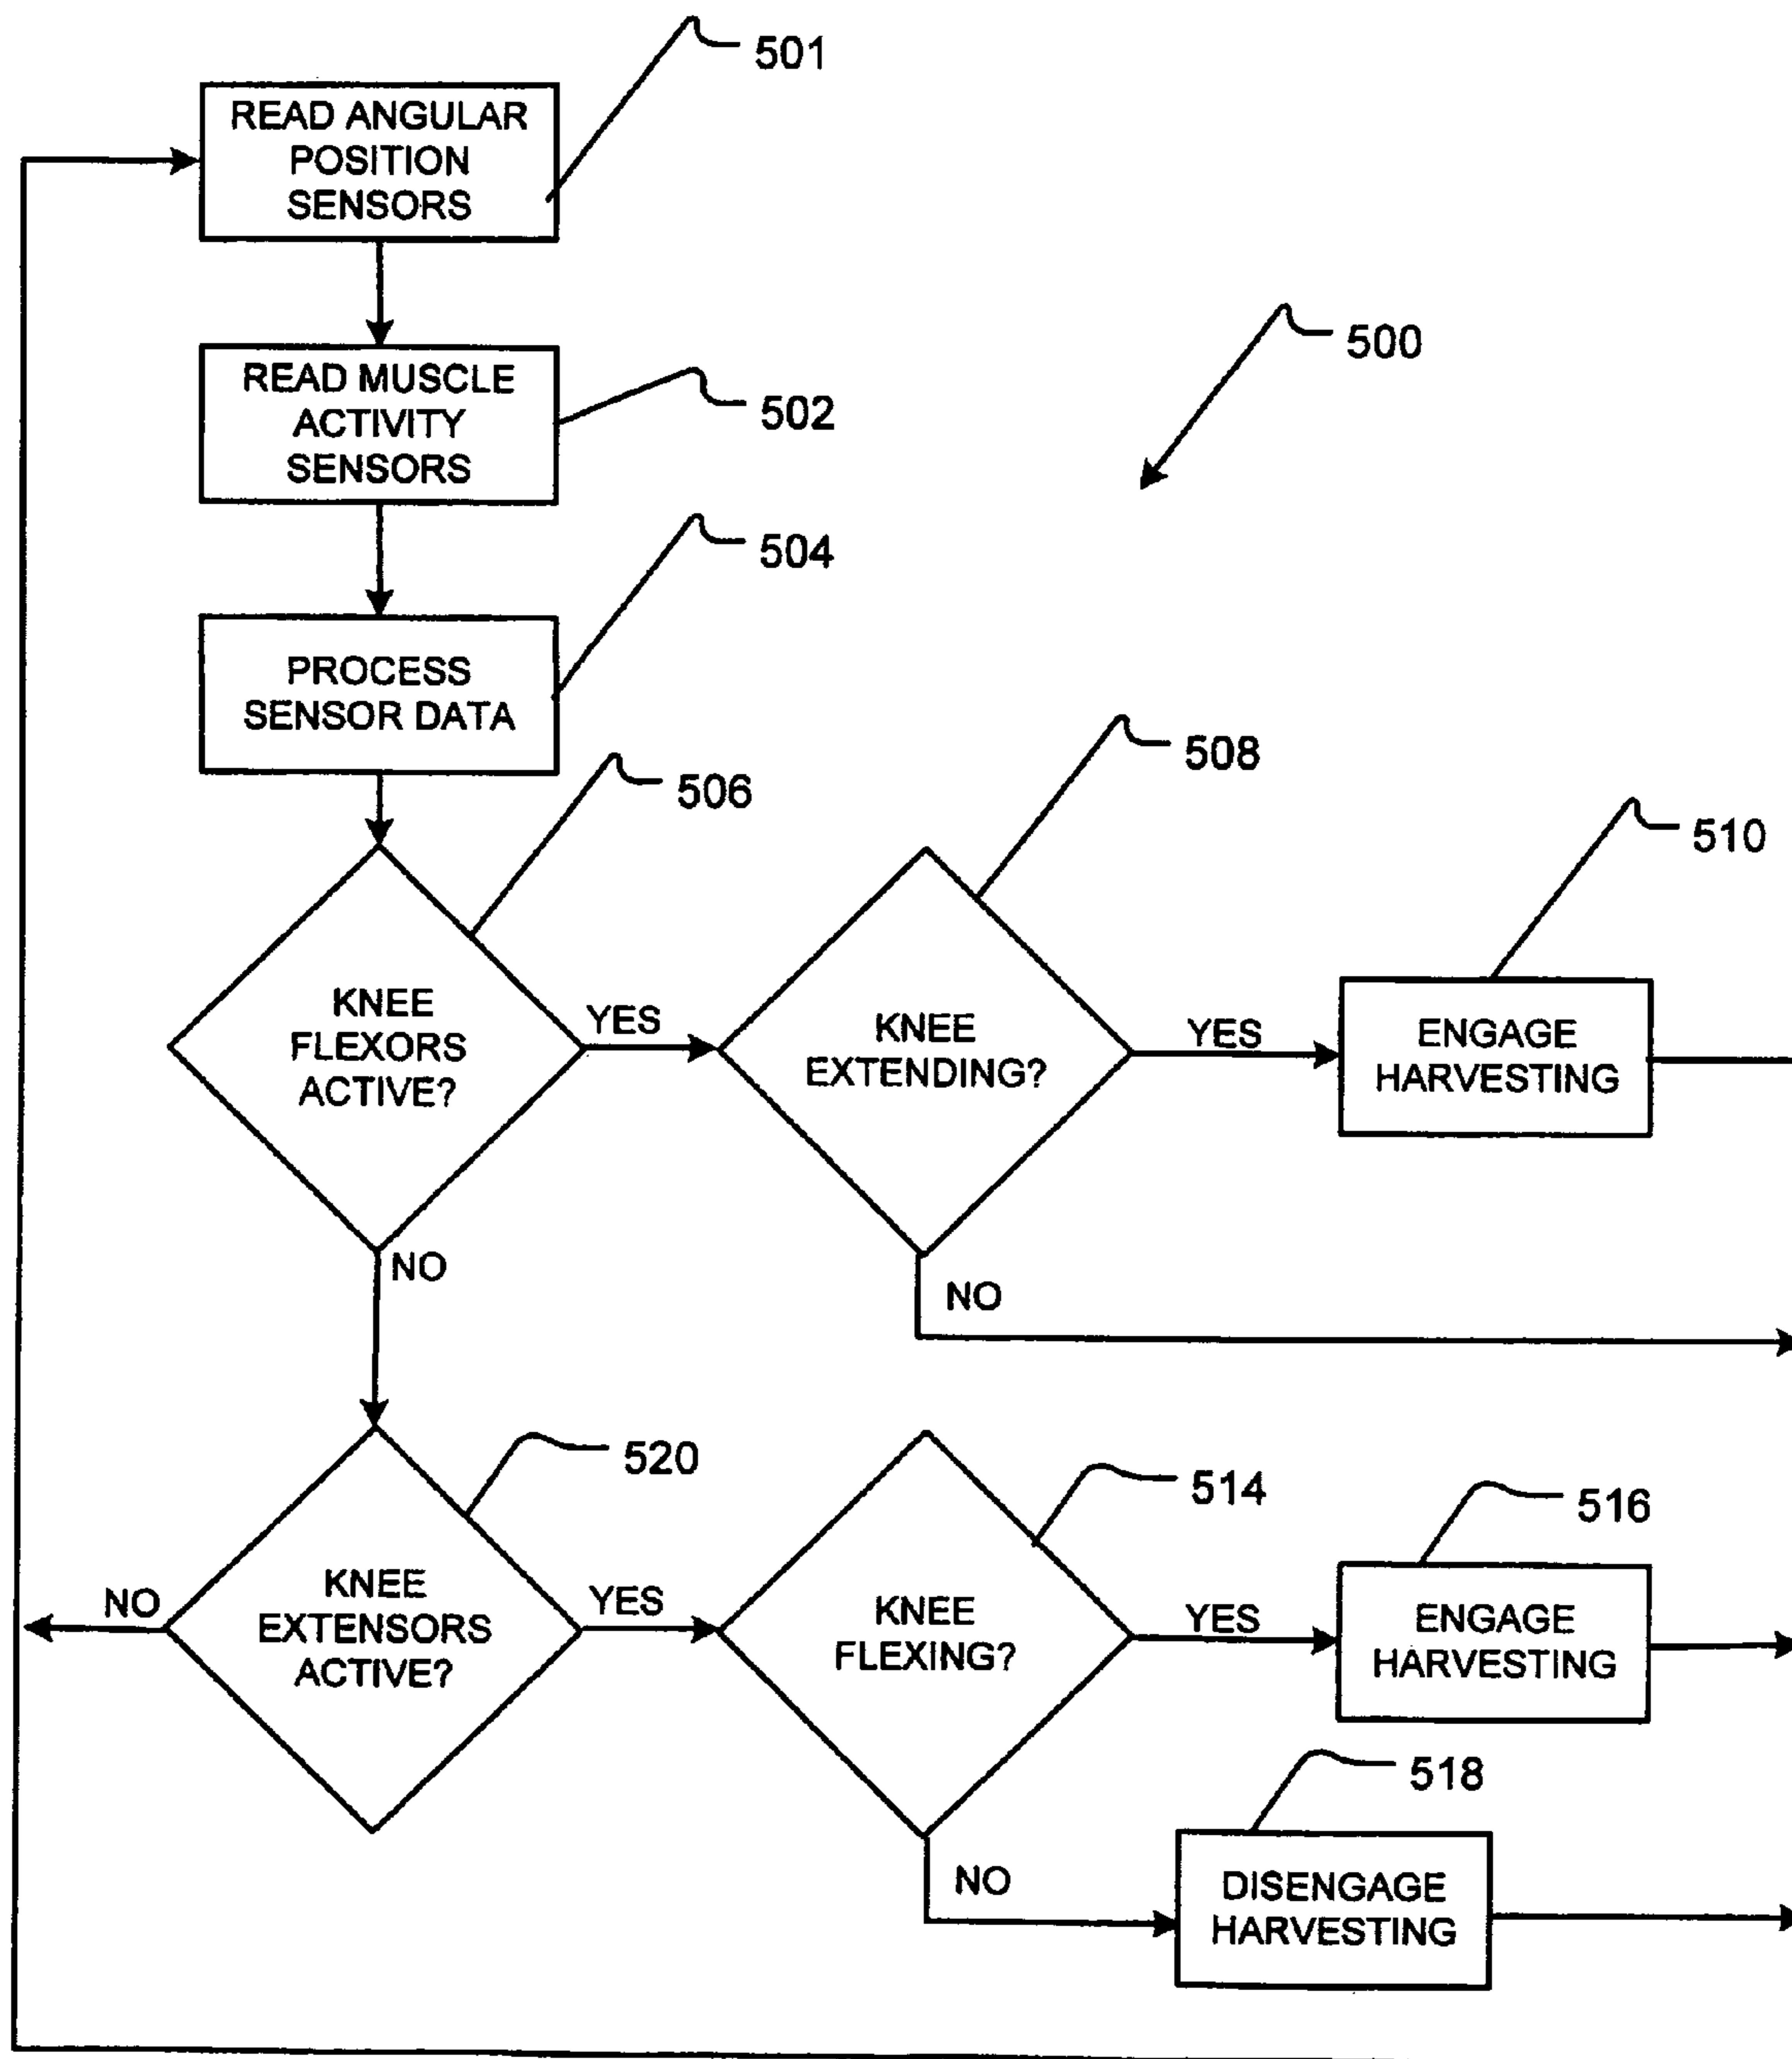 501
READ ANGULAR
POSITION
SENSORS
500
READ MUSCLE
ACTIVITY
SENSORS
502
504
PROCESS
SENSOR DATA
506
508
510
KNEE
FLEXORS
ACTIVE?
YES
KNEE
EXTENDING?
YES
ENGAGE
HARVESTING
NO
NO
520
514
516
NO
KNEE
EXTENSORS
ACTIVE?
YES
KNEE
FLEXING?
YES
ENGAGE
HARVESTING
518
NO
DISENGAGE
HARVESTING